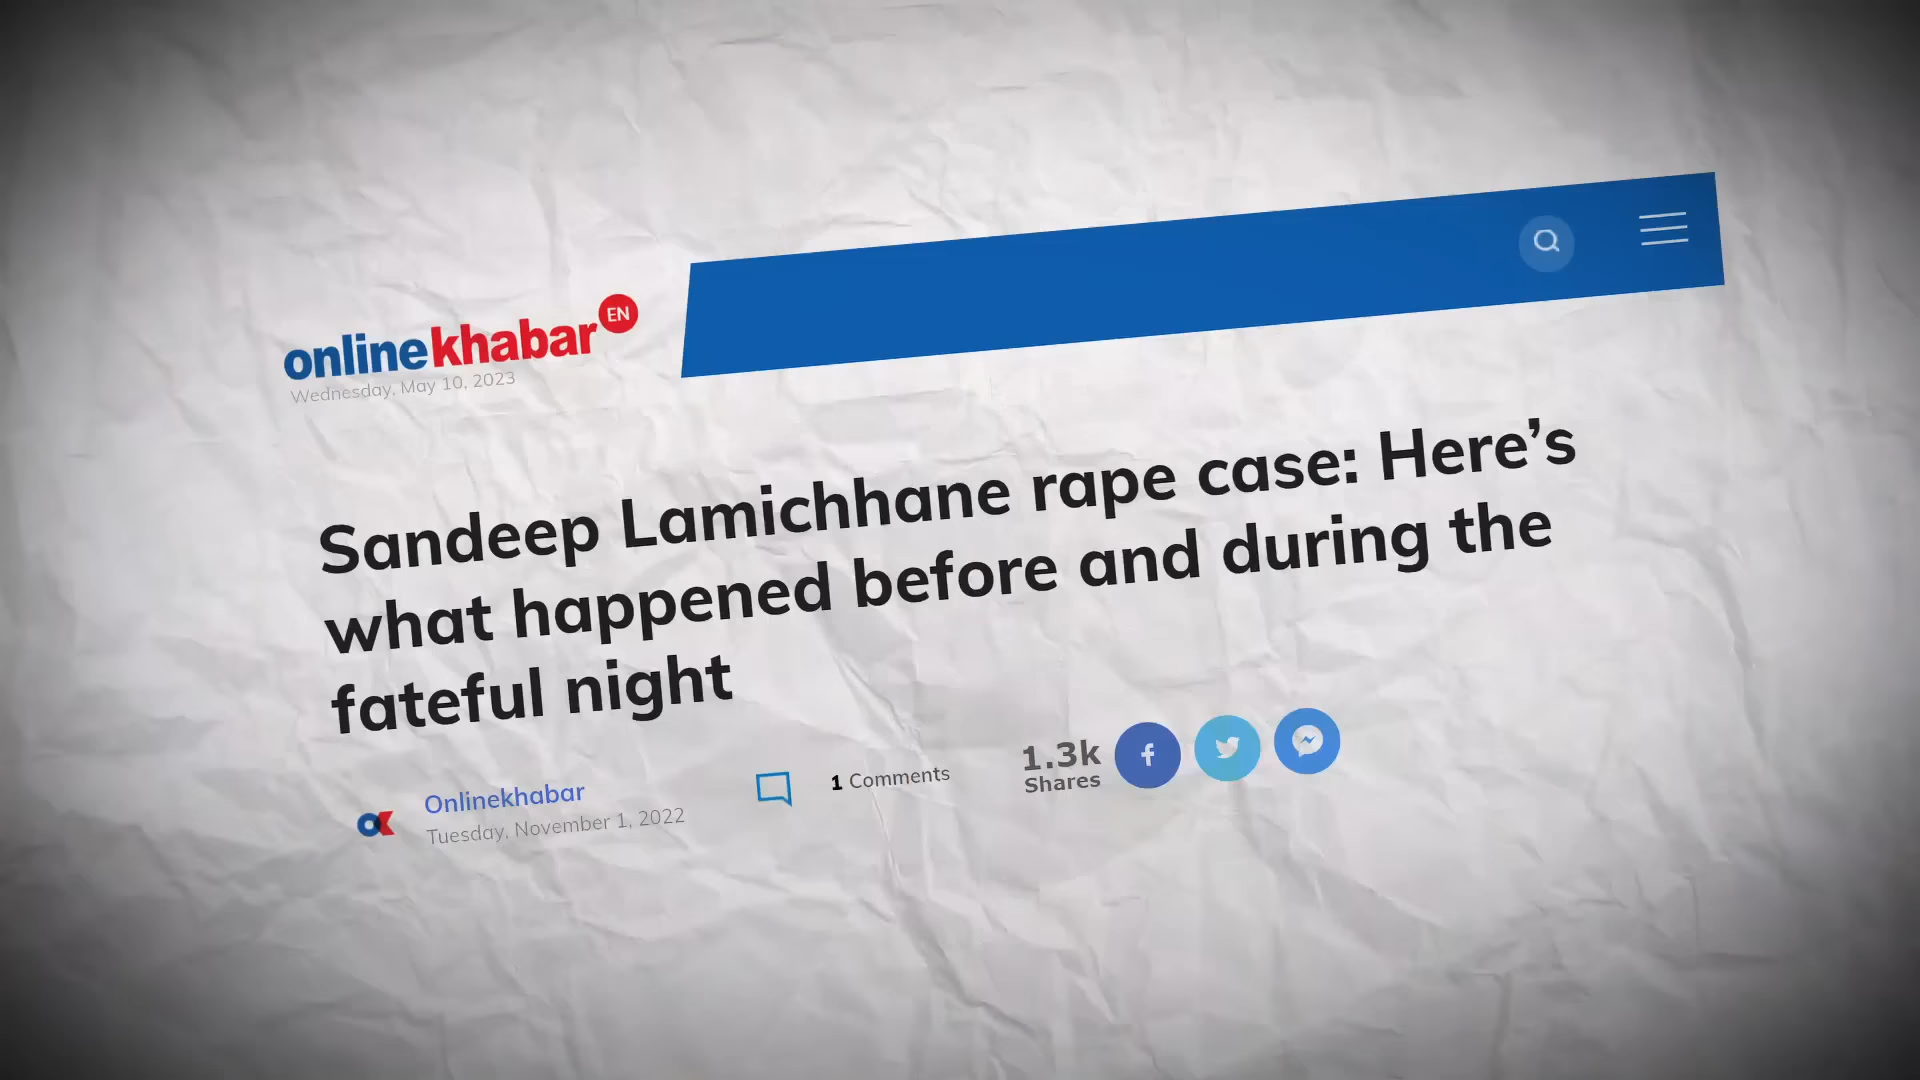 onlinekhabar EN
Wednesday, May 10, 2023
Sandeep Lamichhane rape case: Here’s
what happened before and during the
fateful night
Onlinekhabar
Tuesday, November 1, 2022
1 Comments
1.3k
Shares